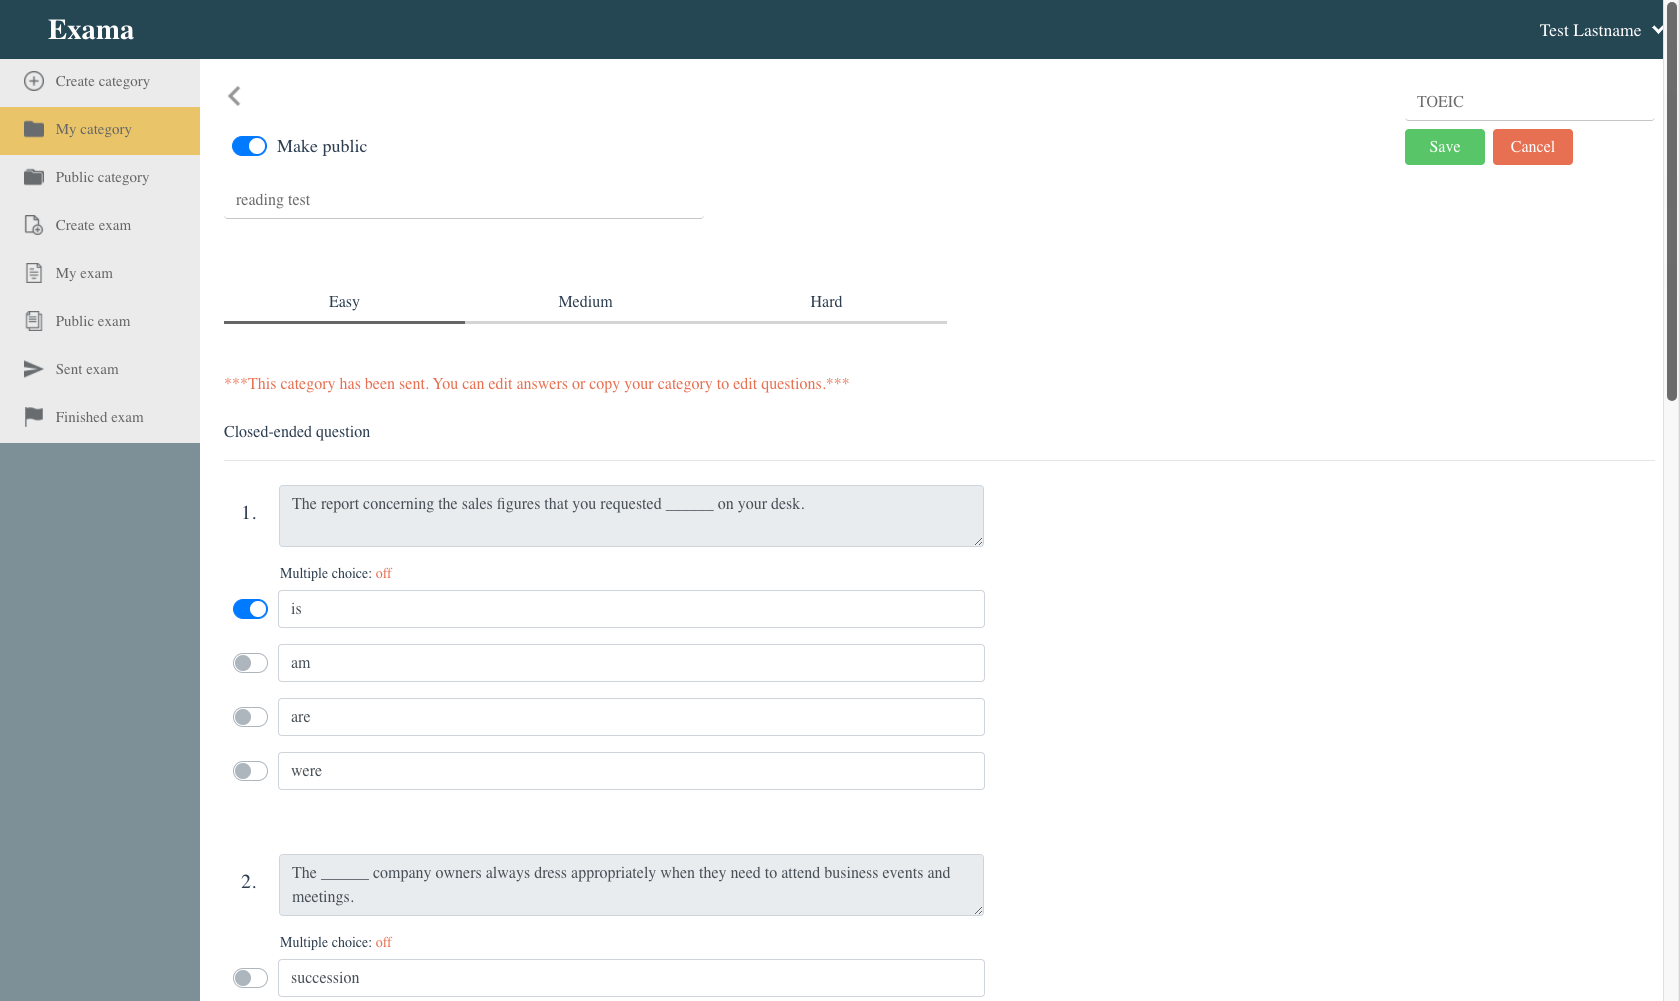 Exama
Test Lastname
Create category
My category
Public category
Create exam
My exam
Public exam
Sent exam
Finished exam
TOEIC
Make public
Save
Cancel
reading test
Easy
Medium
Hard
***This category has been sent. You can edit answers or copy your category to edit questions.***
Closed-ended question
1.
The report concerning the sales figures that you requested ______ on your desk.
Multiple choice: off
is
am
are
were
2.
The ______ company owners always dress appropriately when they need to attend business events and
meetings.
Multiple choice: off
succession